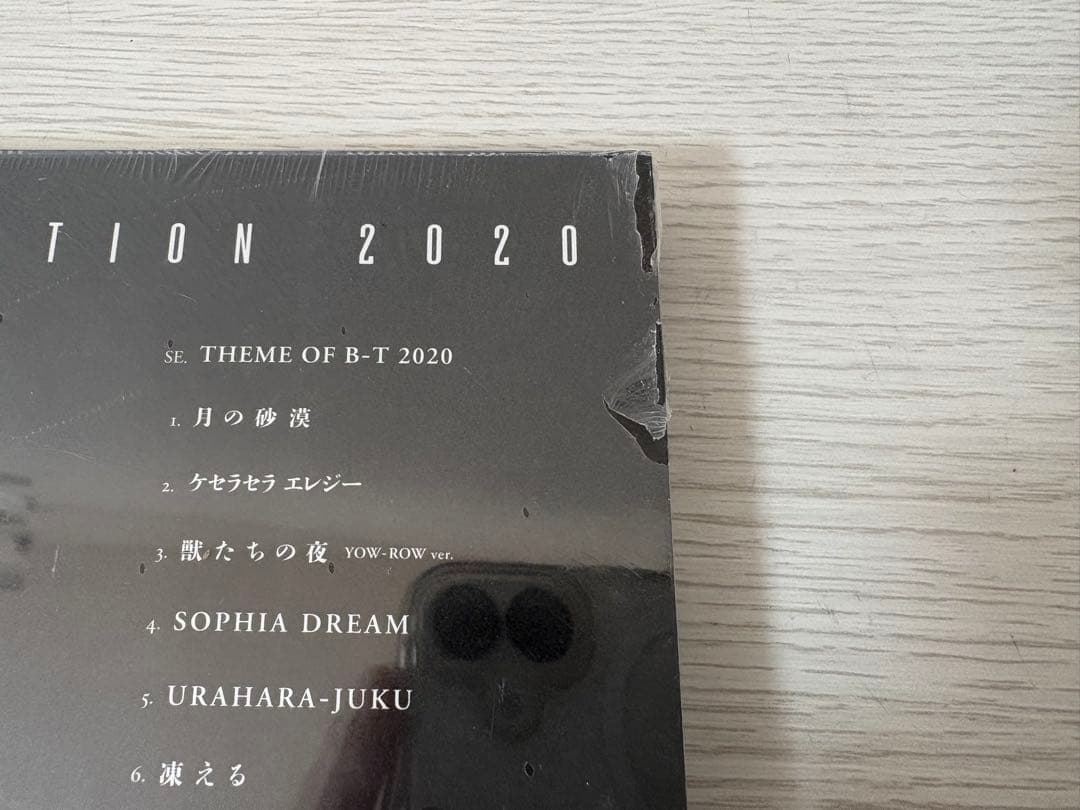 TION 2020
SE. THEME OF B-T 2020
1. 月の砂漠
2. ケセラセラ エレジー
3. 獣たちの夜 YOW-ROW ver.
4. SOPHIA DREAM
5. URAHARA-JUKU
6. 凍える